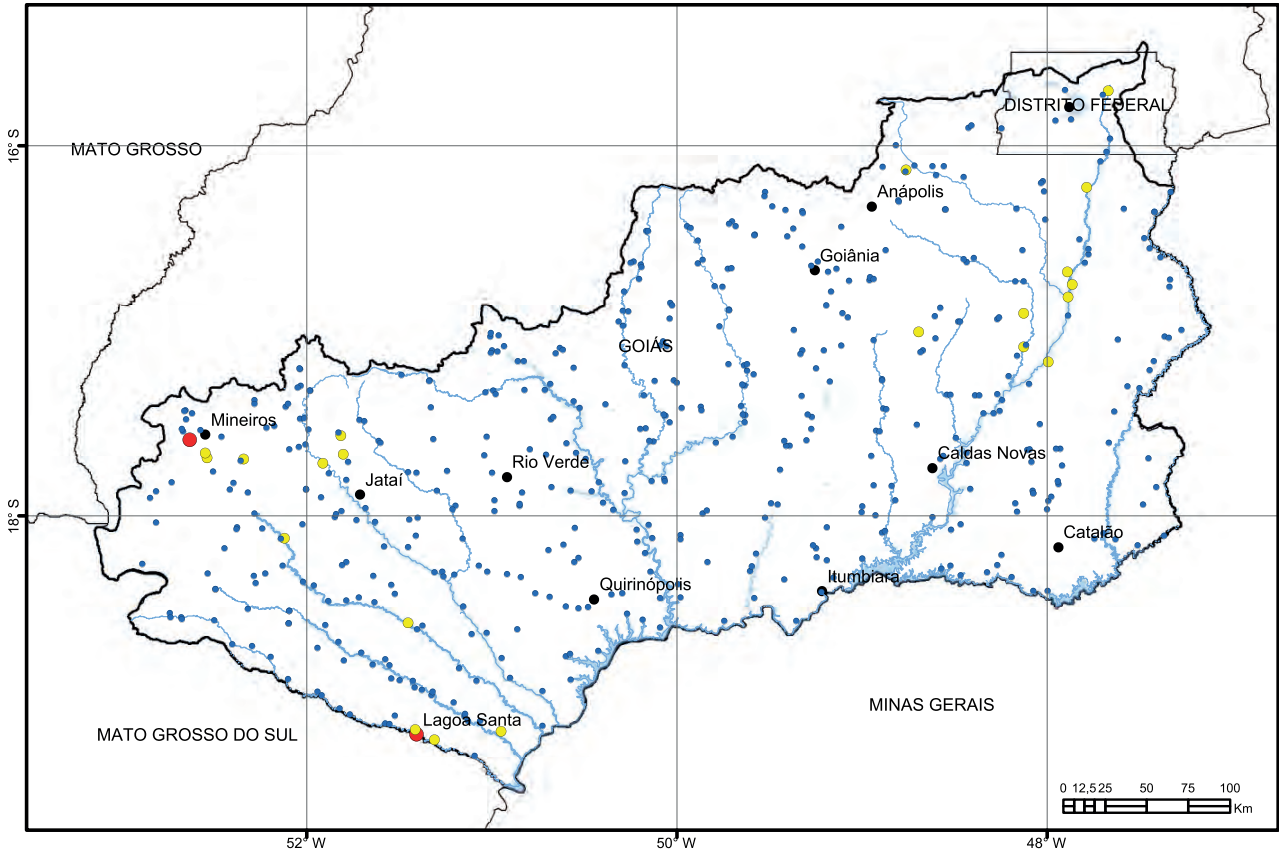 DISTRITO FEDERAL
16° S
MATO GROSSO
Anápolis
Goiânia
GOIÁS
Mineiros
Caldas Novas
Rio Verde
Jataí
18° S
Catalão
Itumbiara
Quirinópolis
MINAS GERAIS
Lagoa Santa
MATO GROSSO DO SUL
0 12,5 25 50 75 100
Km
52° W 50° W 48° W